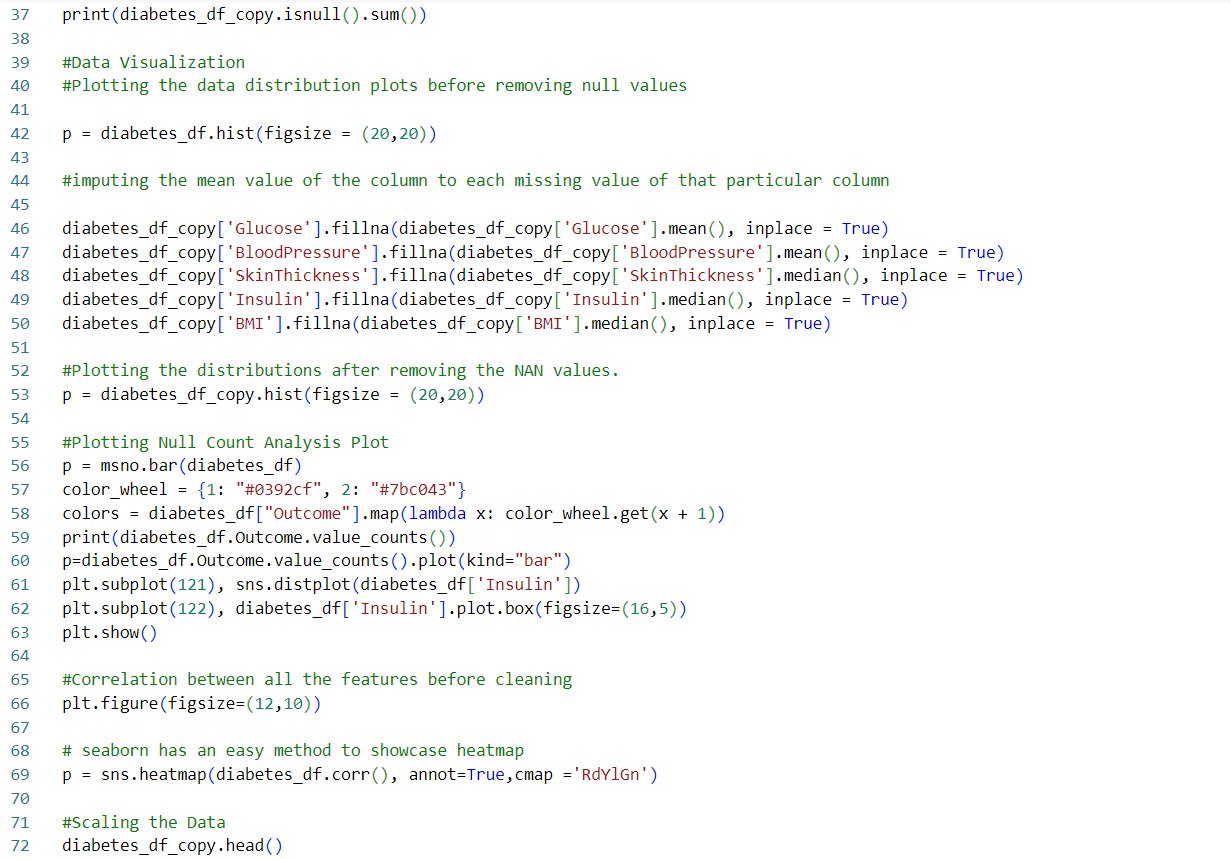 37 print(diabetes_df_copy.isnull().sum())
38
39 #Data Visualization
40 #Plotting the data distribution plots before removing null values
41
42 p = diabetes_df.hist(figsize = (20,20))
43
44 #imputing the mean value of the column to each missing value of that particular column
45
46 diabetes_df_copy['Glucose'].fillna(diabetes_df_copy['Glucose'].mean(), inplace = True)
47 diabetes_df_copy['BloodPressure'].fillna(diabetes_df_copy['BloodPressure'].mean(), inplace = True)
48 diabetes_df_copy['SkinThickness'].fillna(diabetes_df_copy['SkinThickness'].median(), inplace = True)
49 diabetes_df_copy['Insulin'].fillna(diabetes_df_copy['Insulin'].median(), inplace = True)
50 diabetes_df_copy['BMI'].fillna(diabetes_df_copy['BMI'].median(), inplace = True)
51
52 #Plotting the distributions after removing the NAN values.
53 p = diabetes_df_copy.hist(figsize = (20,20))
54
55 #Plotting Null Count Analysis Plot
56 p = msno.bar(diabetes_df)
57 color_wheel = {1: "#0392cf", 2: "#7bc043"}
58 colors = diabetes_df["Outcome"].map(lambda x: color_wheel.get(x + 1))
59 print(diabetes_df.Outcome.value_counts())
60 p=diabetes_df.Outcome.value_counts().plot(kind="bar")
61 plt.subplot(121), sns.distplot(diabetes_df['Insulin'])
62 plt.subplot(122), diabetes_df['Insulin'].plot.box(figsize=(16,5))
63 plt.show()
64
65 #Correlation between all the features before cleaning
66 plt.figure(figsize=(12,10))
67
68 # seaborn has an easy method to showcase heatmap
69 p = sns.heatmap(diabetes_df.corr(), annot=True,cmap ='RdYlGn')
70
71 #Scaling the Data
72 diabetes_df_copy.head()